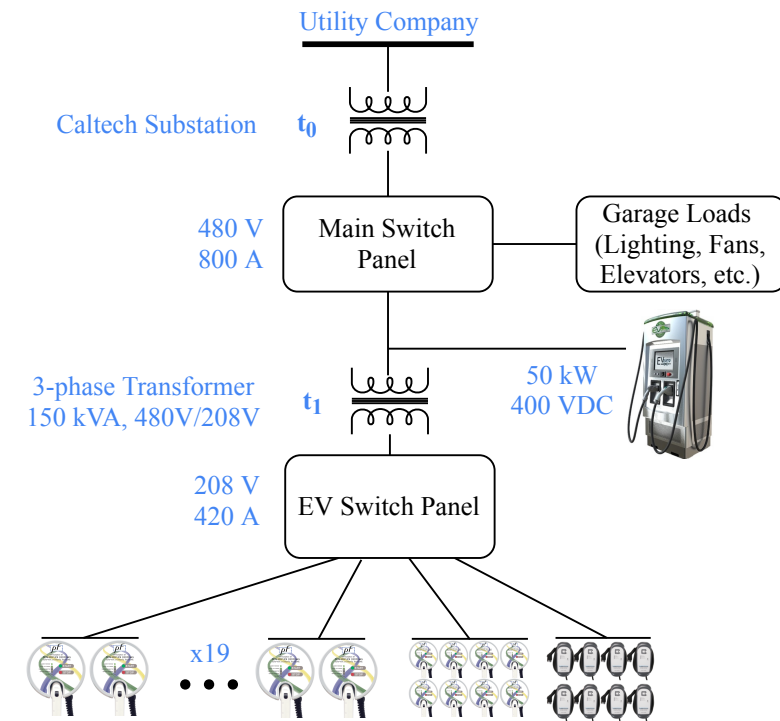 Utility Company
Caltech Substation
t0
480 V
800 A
Main Switch
Panel
Garage Loads
(Lighting, Fans,
Elevators, etc.)
3-phase Transformer
150 kVA, 480V/208V
t1
50 kW
400 VDC
208 V
420 A
EV Switch Panel
x19